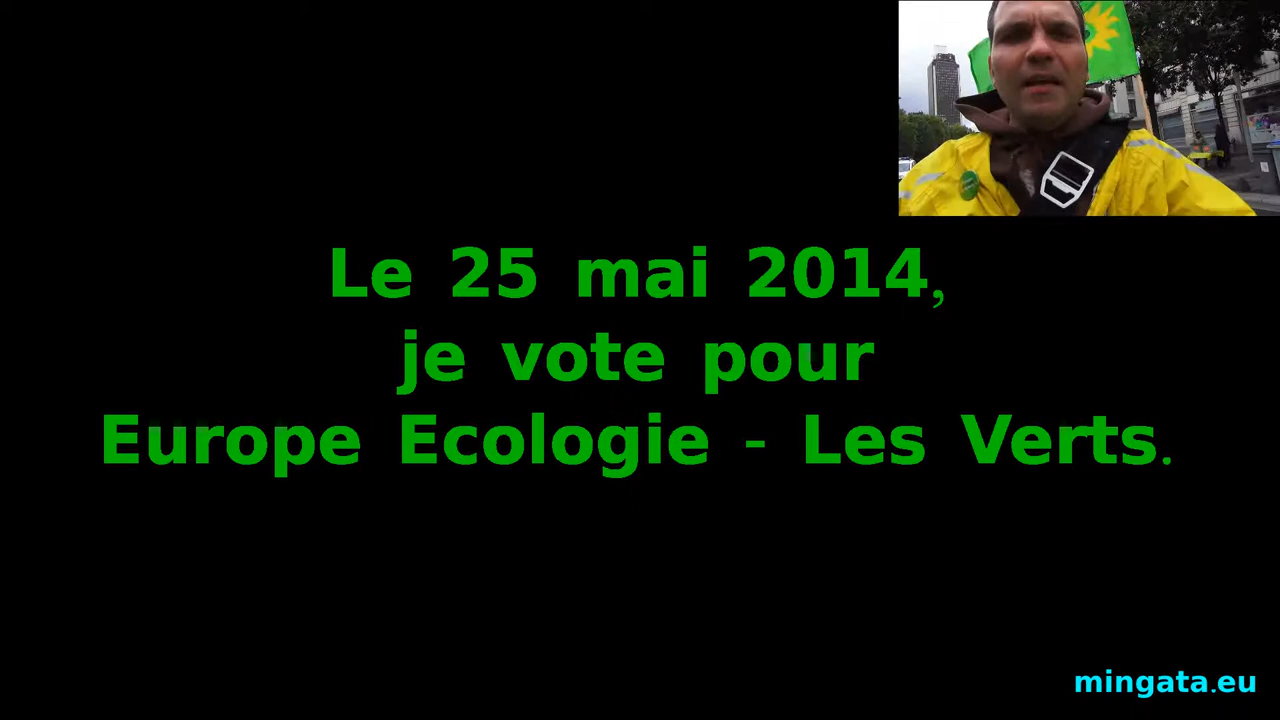 Le 25 mai 2014,
je vote pour
Europe Ecologie - Les Verts.
mingata.eu